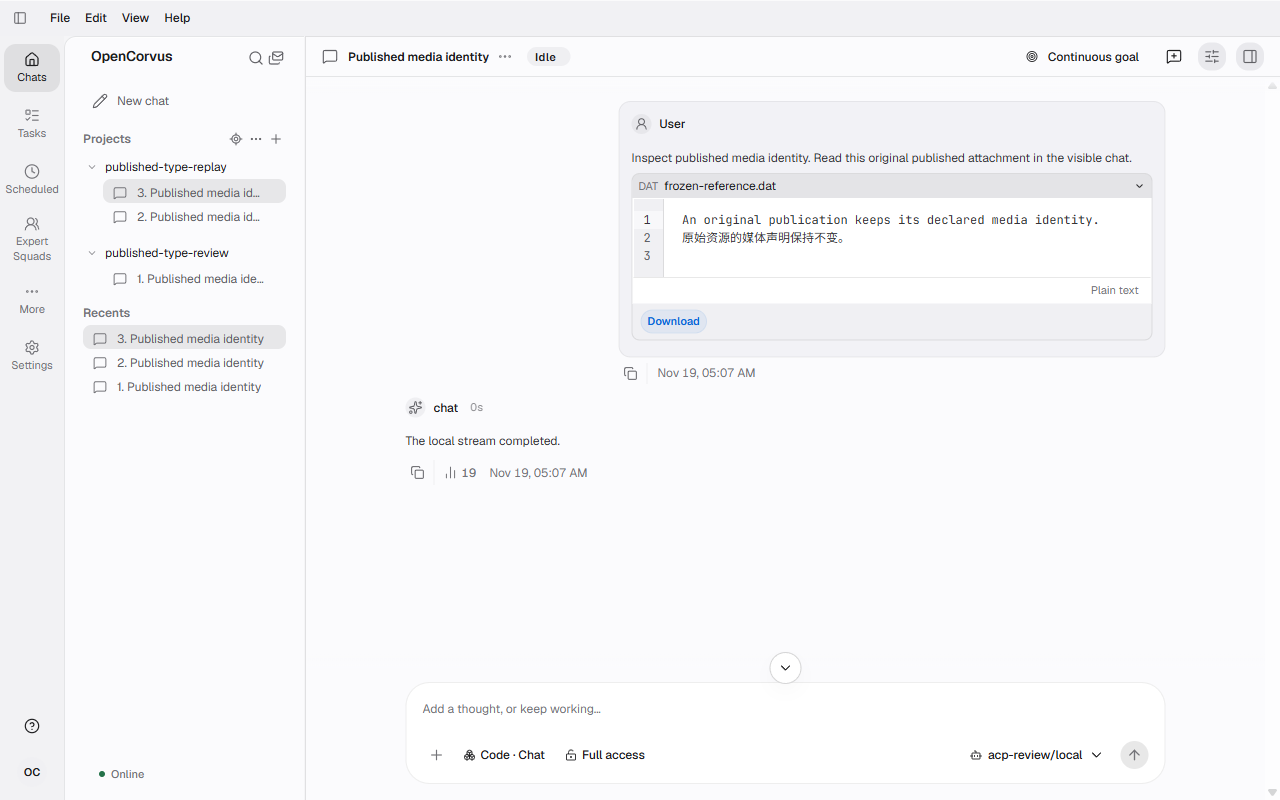 File Edit View Help
Chats
Tasks
Scheduled
Expert
Squads
More
Settings
OC
OpenCorvus
New chat
Projects
published-type-replay
3. Published media id...
2. Published media id...
published-type-review
1. Published media ide...
Recents
3. Published media identity
2. Published media identity
1. Published media identity
Online
Published media identity
Idle
Continuous goal
User
Inspect published media identity. Read this original published attachment in the visible chat.
DAT frozen-reference.dat
1 An original publication keeps its declared media identity.
2 原始资源的媒体声明保持不变。
3
Plain text
Download
Nov 19, 05:07 AM
chat 0s
The local stream completed.
19 Nov 19, 05:07 AM
Add a thought, or keep working...
Code · Chat Full access acp-review/local